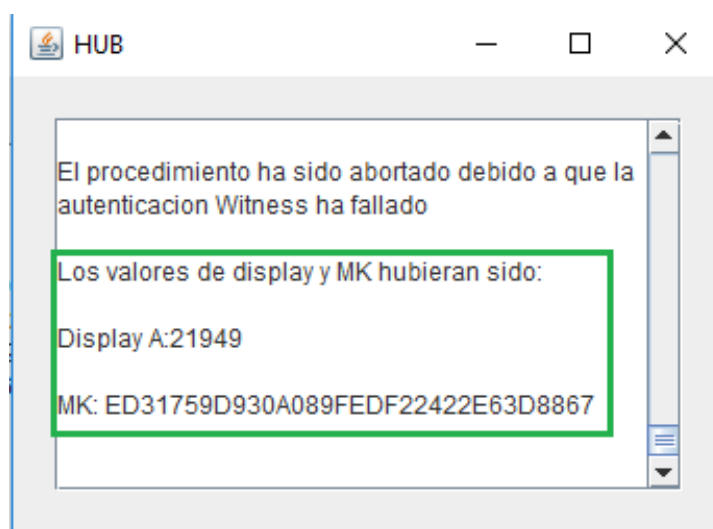 HUB
El procedimiento ha sido abortado debido a que la
autenticacion Witness ha fallado
Los valores de display y MK hubieran sido:
Display A:21949
MK: ED31759D930A089FEDF22422E63D8867